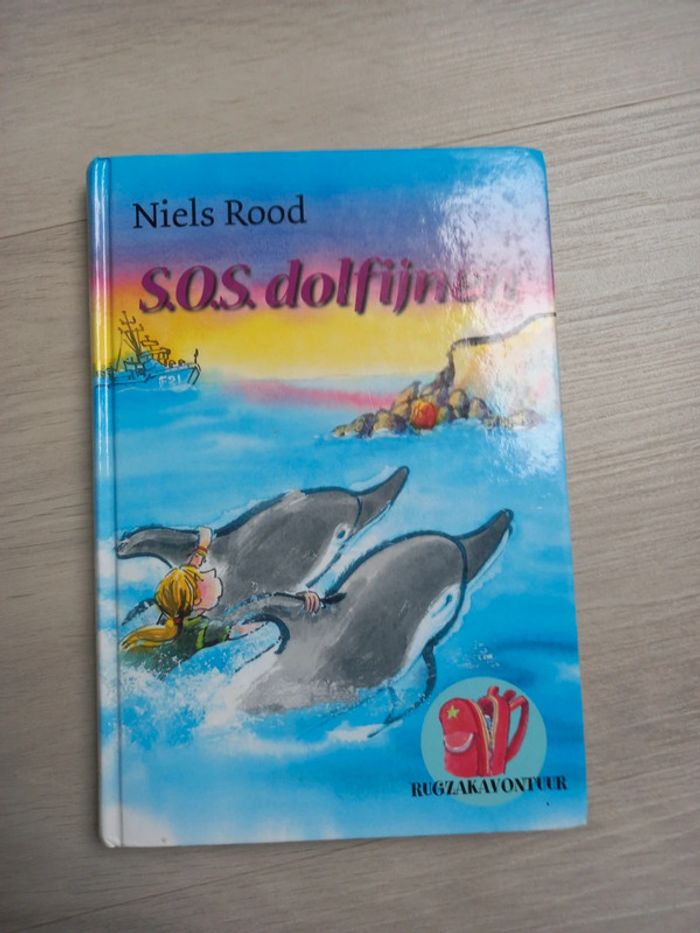 Niels Rood
S.O.S. dolfijnen
F21
RUGZAKAVONTUUR